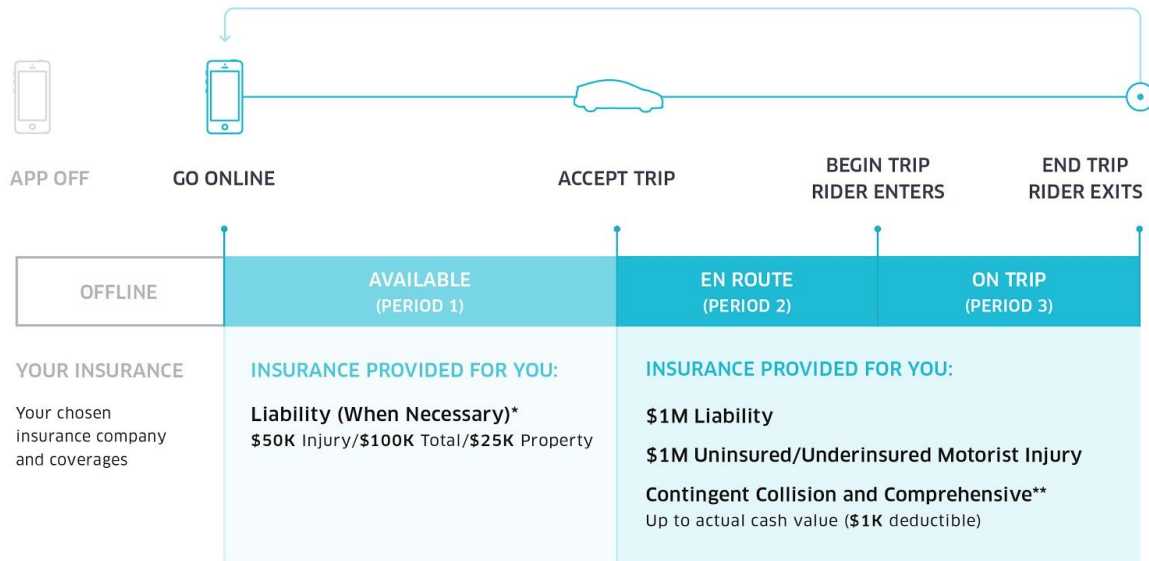 APP OFF
GO ONLINE
ACCEPT TRIP
BEGIN TRIP
RIDER ENTERS
END TRIP
RIDER EXITS
OFFLINE
AVAILABLE
(PERIOD 1)
EN ROUTE
(PERIOD 2)
ON TRIP
(PERIOD 3)
YOUR INSURANCE
Your chosen
insurance company
and coverages
INSURANCE PROVIDED FOR YOU:
Liability (When Necessary)*
$50K Injury/$100K Total/$25K Property
INSURANCE PROVIDED FOR YOU:
$1M Liability
$1M Uninsured/Underinsured Motorist Injury
Contingent Collision and Comprehensive**
Up to actual cash value ($1K deductible)